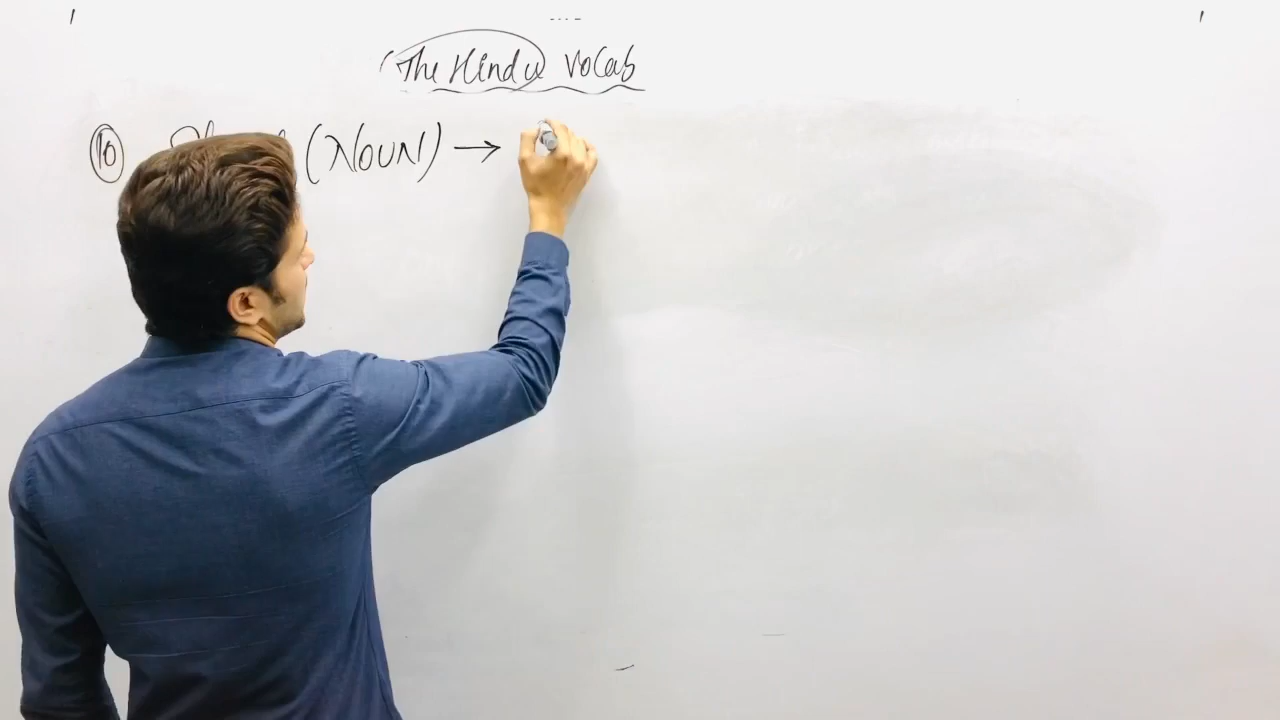 (The Hindu Vocab
10 (NOUN) →